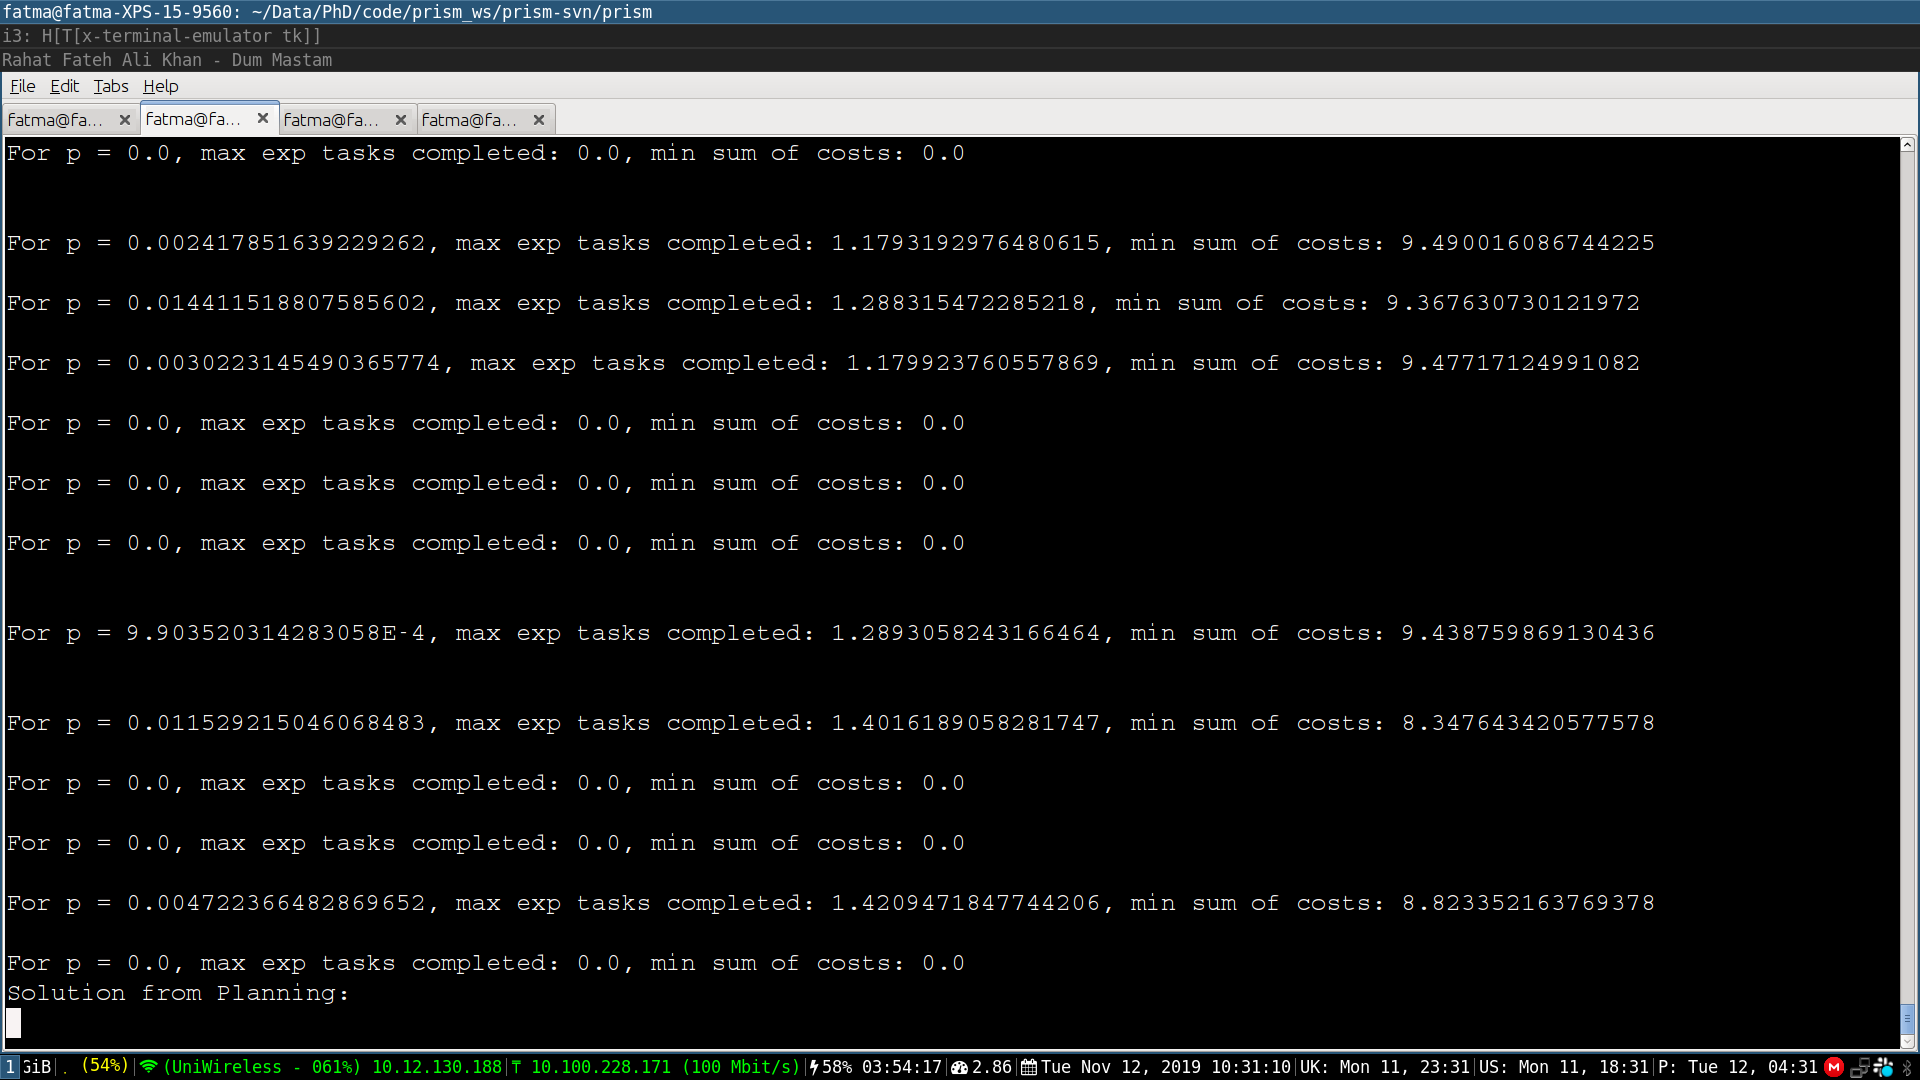 fatma@fatma-XPS-15-9560: ~/Data/PhD/code/prism_ws/prism-svn/prism
i3: H[T[x-terminal-emulator tk]]
Rahat Fateh Ali Khan - Dum Mastam
File Edit Tabs Help
fatma@fa... fatma@fa... fatma@fa... fatma@fa...
For p = 0.0, max exp tasks completed: 0.0, min sum of costs: 0.0
For p = 0.002417851639229262, max exp tasks completed: 1.1793192976480615, min sum of costs: 9.490016086744225
For p = 0.014411518807585602, max exp tasks completed: 1.288315472285218, min sum of costs: 9.367630730121972
For p = 0.0030223145490365774, max exp tasks completed: 1.179923760557869, min sum of costs: 9.47717124991082
For p = 0.0, max exp tasks completed: 0.0, min sum of costs: 0.0
For p = 0.0, max exp tasks completed: 0.0, min sum of costs: 0.0
For p = 0.0, max exp tasks completed: 0.0, min sum of costs: 0.0
For p = 9.903520314283058E-4, max exp tasks completed: 1.2893058243166464, min sum of costs: 9.438759869130436
For p = 0.011529215046068483, max exp tasks completed: 1.4016189058281747, min sum of costs: 8.347643420577578
For p = 0.0, max exp tasks completed: 0.0, min sum of costs: 0.0
For p = 0.0, max exp tasks completed: 0.0, min sum of costs: 0.0
For p = 0.004722366482869652, max exp tasks completed: 1.4209471847744206, min sum of costs: 8.823352163769378
For p = 0.0, max exp tasks completed: 0.0, min sum of costs: 0.0
Solution from Planning:
1 GiB . (54%) (UniWireless - 061%) 10.12.130.188 10.100.228.171 (100 Mbit/s) 58% 03:54:17 2.86 Tue Nov 12, 2019 10:31:10 UK: Mon 11, 23:31 US: Mon 11, 18:31 P: Tue 12, 04:31 M